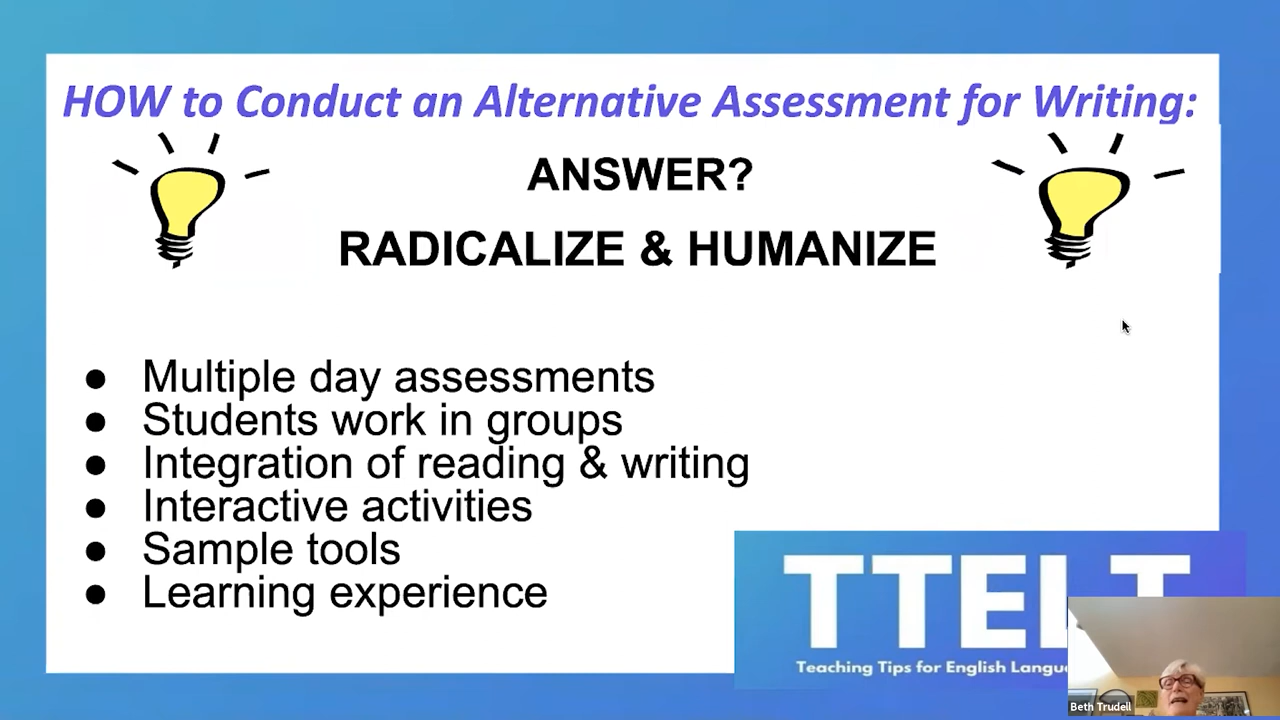 HOW to Conduct an Alternative Assessment for Writing:
ANSWER?
RADICALIZE & HUMANIZE
● Multiple day assessments
● Students work in groups
● Integration of reading & writing
● Interactive activities
● Sample tools
● Learning experience
TTELT
Teaching Tips for English
Beth Trudell